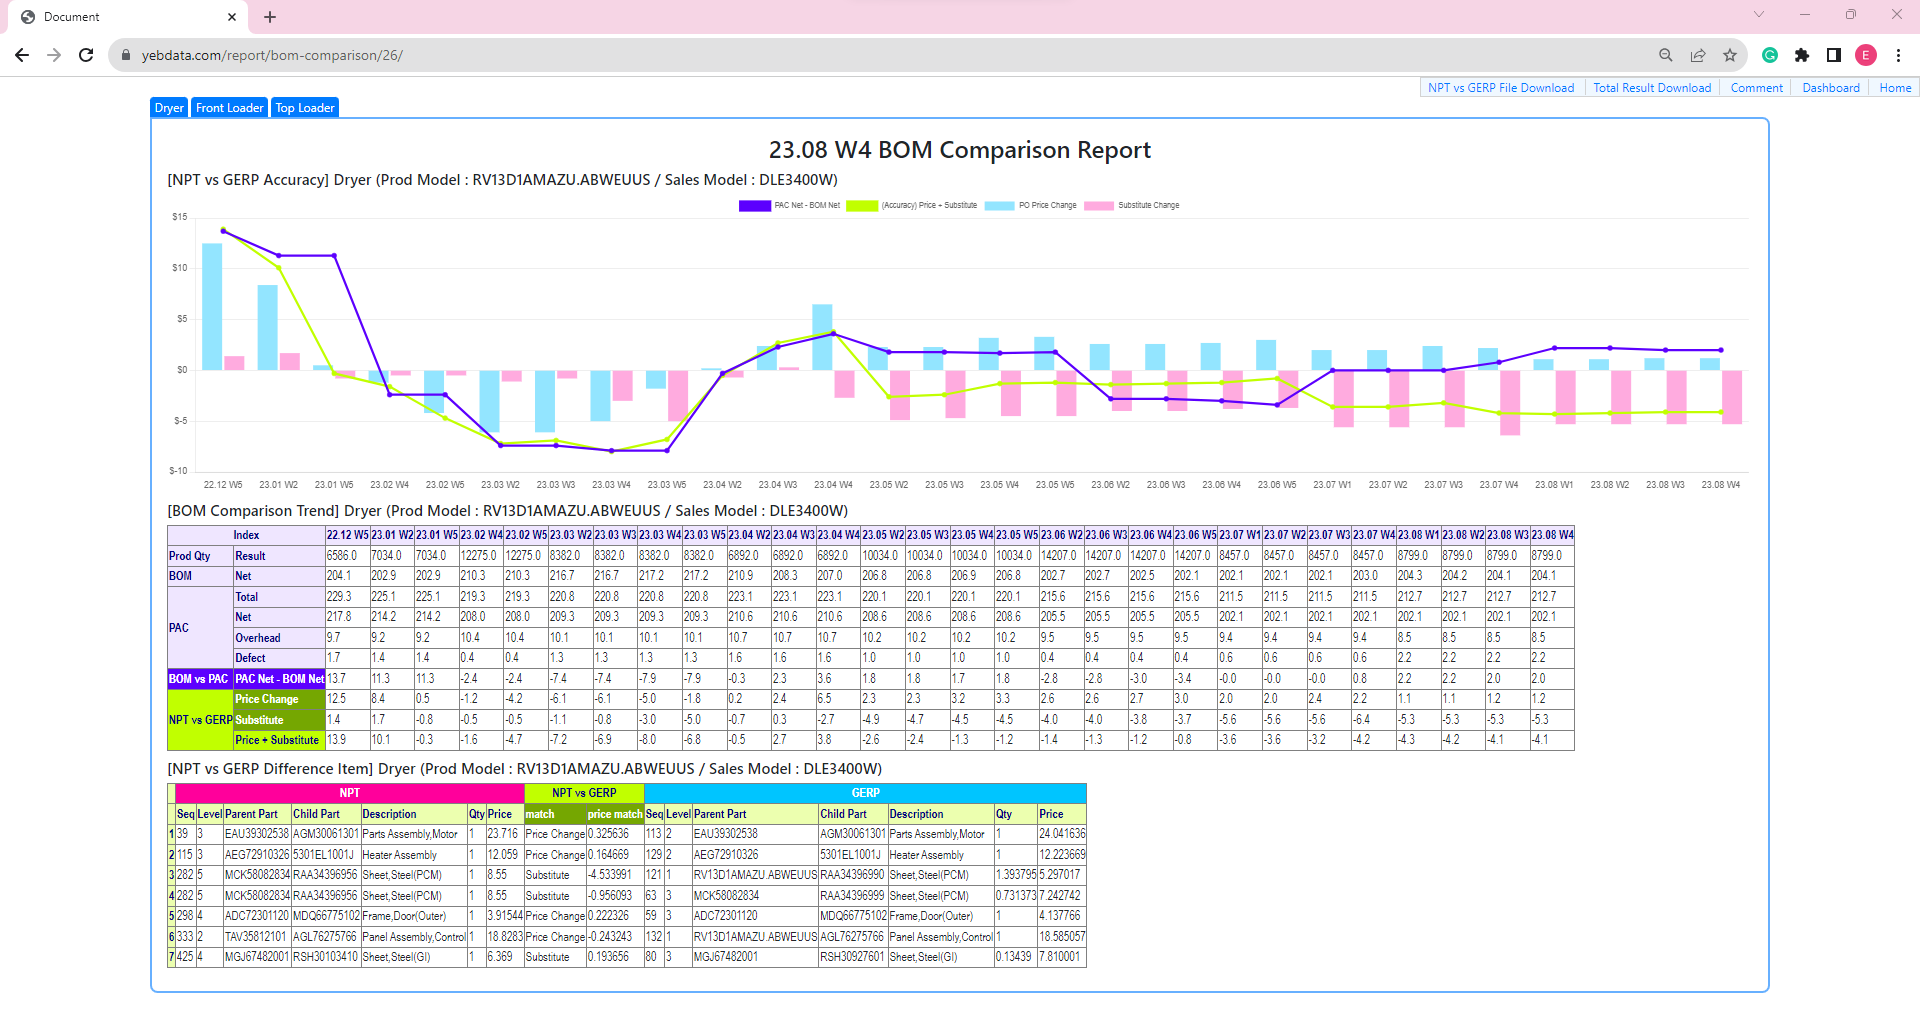 Document
yebdata.com/report/bom-comparison/26/
E
NPT vs GERP File Download Total Result Download Comment Dashboard Home
Dryer Front Loader Top Loader
23.08 W4 BOM Comparison Report
[NPT vs GERP Accuracy] Dryer (Prod Model : RV13D1AMAZU.ABWEUUS / Sales Model : DLE3400W)
PAC Net - BOM Net (Accuracy) Price + Substitute PO Price Change Substitute Change
$15
$10
$5
$0
$-5
$-10
22.12 W5 23.01 W2 23.01 W5 23.02 W4 23.02 W5 23.03 W2 23.03 W3 23.03 W4 23.03 W5 23.04 W2 23.04 W3 23.04 W4 23.05 W2 23.05 W3 23.05 W4 23.05 W5 23.06 W2 23.06 W3 23.06 W4 23.06 W5 23.07 W1 23.07 W2 23.07 W3 23.07 W4 23.08 W1 23.08 W2 23.08 W3 23.08 W4
[BOM Comparison Trend] Dryer (Prod Model : RV13D1AMAZU.ABWEUUS / Sales Model : DLE3400W)
Index 22.12 W5 23.01 W2 23.01 W5 23.02 W4 23.02 W5 23.03 W2 23.03 W3 23.03 W4 23.03 W5 23.04 W2 23.04 W3 23.04 W4 23.05 W2 23.05 W3 23.05 W4 23.05 W5 23.06 W2 23.06 W3 23.06 W4 23.06 W5 23.07 W1 23.07 W2 23.07 W3 23.07 W4 23.08 W1 23.08 W2 23.08 W3 23.08 W4
Prod Qty Result 6586.0 7034.0 7034.0 12275.0 12275.0 8382.0 8382.0 8382.0 8382.0 6892.0 6892.0 6892.0 10034.0 10034.0 10034.0 10034.0 14207.0 14207.0 14207.0 14207.0 8457.0 8457.0 8457.0 8457.0 8799.0 8799.0 8799.0 8799.0
BOM Net 204.1 202.9 202.9 210.3 210.3 216.7 216.7 217.2 217.2 210.9 208.3 207.0 206.8 206.8 206.9 206.8 202.7 202.7 202.5 202.1 202.1 202.1 202.1 203.0 204.3 204.2 204.1 204.1
PAC Total 229.3 225.1 225.1 219.3 219.3 220.8 220.8 220.8 220.8 223.1 223.1 223.1 220.1 220.1 220.1 220.1 215.6 215.6 215.6 215.6 211.5 211.5 211.5 211.5 212.7 212.7 212.7 212.7
Net 217.8 214.2 214.2 208.0 208.0 209.3 209.3 209.3 209.3 210.6 210.6 210.6 208.6 208.6 208.6 208.6 205.5 205.5 205.5 205.5 202.1 202.1 202.1 202.1 202.1 202.1 202.1 202.1
Overhead 9.7 9.2 9.2 10.4 10.4 10.1 10.1 10.1 10.1 10.7 10.7 10.7 10.2 10.2 10.2 10.2 9.5 9.5 9.5 9.5 9.4 9.4 9.4 9.4 8.5 8.5 8.5 8.5
Defect 1.7 1.4 1.4 0.4 0.4 1.3 1.3 1.3 1.3 1.6 1.6 1.6 1.0 1.0 1.0 1.0 0.4 0.4 0.4 0.4 0.6 0.6 0.6 0.6 2.2 2.2 2.2 2.2
BOM vs PAC PAC Net - BOM Net 13.7 11.3 11.3 -2.4 -2.4 -7.4 -7.4 -7.9 -7.9 -0.3 2.3 3.6 1.8 1.8 1.7 1.8 -2.8 -2.8 -3.0 -3.4 -0.0 -0.0 -0.0 0.8 2.2 2.2 2.0 2.0
NPT vs GERP Price Change 12.5 8.4 0.5 -1.2 -4.2 -6.1 -6.1 -5.0 -1.8 0.2 2.4 6.5 2.3 2.3 3.2 3.3 2.6 2.6 2.7 3.0 2.0 2.0 2.4 2.2 1.1 1.1 1.2 1.2
Substitute 1.4 1.7 -0.8 -0.5 -0.5 -1.1 -0.8 -3.0 -5.0 -0.7 0.3 -2.7 -4.9 -4.7 -4.5 -4.5 -4.0 -4.0 -3.8 -3.7 -5.6 -5.6 -5.6 -6.4 -5.3 -5.3 -5.3 -5.3
Price + Substitute 13.9 10.1 -0.3 -1.6 -4.7 -7.2 -6.9 -8.0 -6.8 -0.5 2.7 3.8 -2.6 -2.4 -1.3 -1.2 -1.4 -1.3 -1.2 -0.8 -3.6 -3.6 -3.2 -4.2 -4.3 -4.2 -4.1 -4.1
[NPT vs GERP Difference Item] Dryer (Prod Model : RV13D1AMAZU.ABWEUUS / Sales Model : DLE3400W)
NPT NPT vs GERP GERP
Seq Level Parent Part Child Part Description Qty Price match price match Seq Level Parent Part Child Part Description Qty Price
1 39 3 EAU39302538 AGM30061301 Parts Assembly,Motor 1 23.716 Price Change 0.325636 113 2 EAU39302538 AGM30061301 Parts Assembly,Motor 1 24.041636
2 115 3 AEG72910326 5301EL1001J Heater Assembly 1 12.059 Price Change 0.164669 129 2 AEG72910326 5301EL1001J Heater Assembly 1 12.223669
3 282 5 MCK58082834 RAA34396956 Sheet,Steel(PCM) 1 8.55 Substitute -4.533991 121 1 RV13D1AMAZU.ABWEUUS RAA34396990 Sheet,Steel(PCM) 1.393795 5.297017
4 282 5 MCK58082834 RAA34396956 Sheet,Steel(PCM) 1 8.55 Substitute -0.956093 63 3 MCK58082834 RAA34396999 Sheet,Steel(PCM) 0.731373 7.242742
5 298 4 ADC72301120 MDQ66775102 Frame,Door(Outer) 1 3.91544 Price Change 0.222326 59 3 ADC72301120 MDQ66775102 Frame,Door(Outer) 1 4.137766
6 333 2 TAV35812101 AGL76275766 Panel Assembly,Control 1 18.8283 Price Change -0.243243 132 1 RV13D1AMAZU.ABWEUUS AGL76275766 Panel Assembly,Control 1 18.585057
7 425 4 MGJ67482001 RSH30103410 Sheet,Steel(GI) 1 6.369 Substitute 0.193656 80 3 MGJ67482001 RSH30927601 Sheet,Steel(GI) 0.13439 7.810001